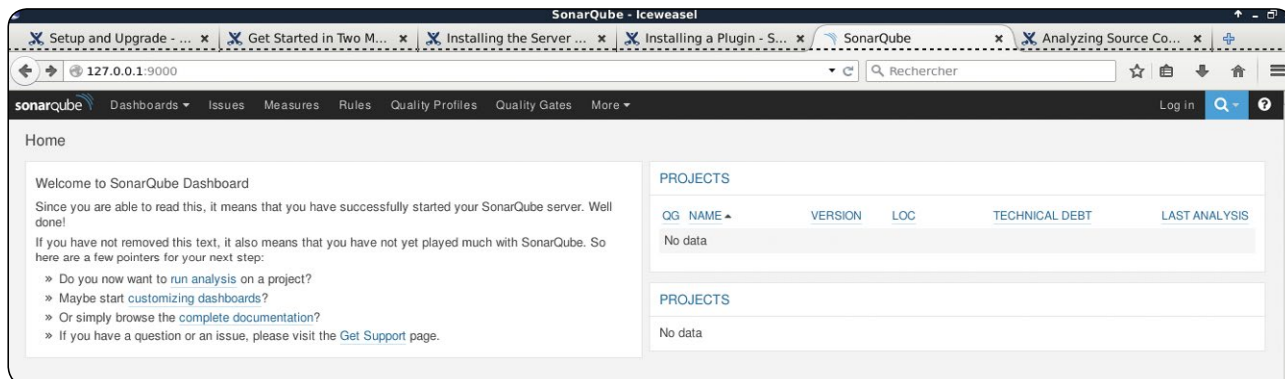 SonarQube - Iceweasel
Setup and Upgrade - ...
Get Started in Two M...
Installing the Server ...
Installing a Plugin - S...
SonarQube
Analyzing Source Co...
127.0.0.1:9000
Rechercher
sonarqube
Dashboards
Issues
Measures
Rules
Quality Profiles
Quality Gates
More
Log in
Home
Welcome to SonarQube Dashboard
Since you are able to read this, it means that you have successfully started your SonarQube server. Well
done!
If you have not removed this text, it also means that you have not yet played much with SonarQube. So
here are a few pointers for your next step:
» Do you now want to run analysis on a project?
» Maybe start customizing dashboards?
» Or simply browse the complete documentation?
» If you have a question or an issue, please visit the Get Support page.
PROJECTS
QG NAME VERSION LOC TECHNICAL DEBT LAST ANALYSIS
No data
PROJECTS
No data